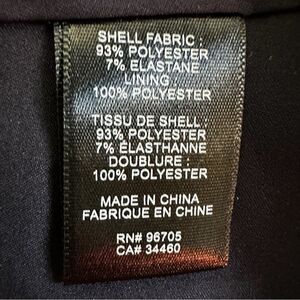 SHELL FABRIC :
93% POLYESTER
7% ELASTANE
LINING
100% POLYESTER
TISSU DE SHELL :
93% POLYESTER
7% ÉLASTHANNE
DOUBLURE :
100% POLYESTER
MADE IN CHINA
FABRIQUE EN CHINE
RN# 96705
CA# 34460